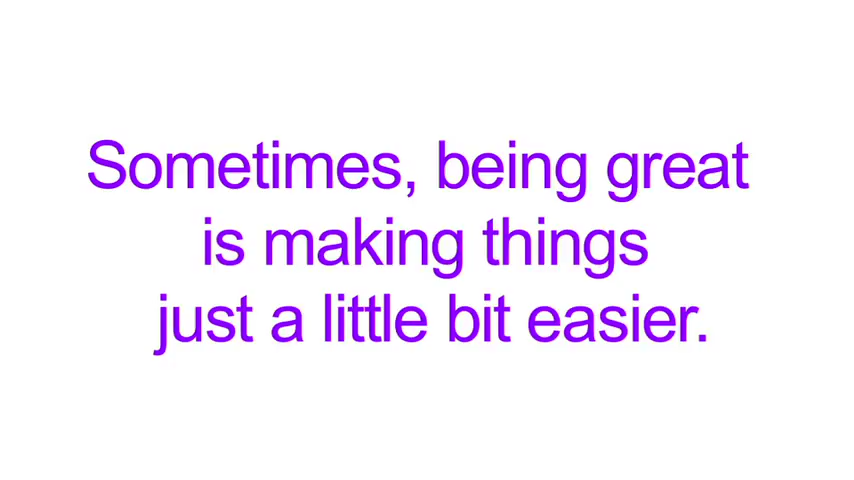 Sometimes, being great
is making things
just a little bit easier.